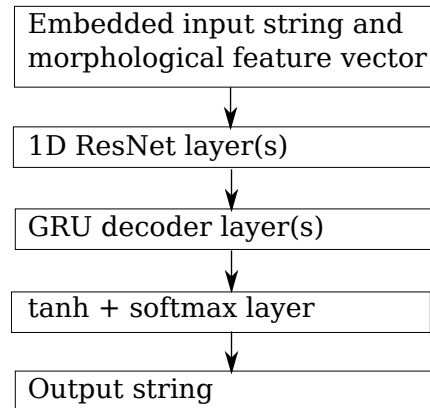 Embedded input string and
morphological feature vector
1D ResNet layer(s)
GRU decoder layer(s)
tanh + softmax layer
Output string